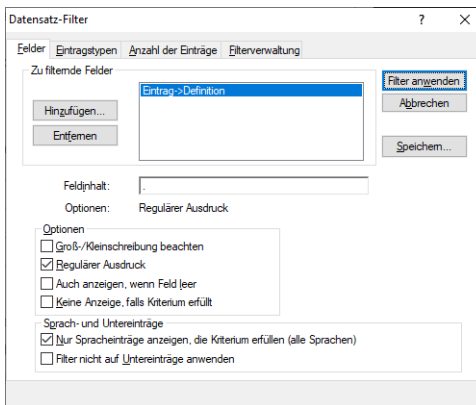 Datensatz-Filter ? ×
Felder Eintragstypen Anzahl der Einträge Filterverwaltung
Zu filternde Felder
Eintrag->Definition
Filter anwenden
Abbrechen
Hinzufügen...
Entfernen
Speichern...
Feldinhalt: .
Optionen: Regulärer Ausdruck
Optionen
Groß-/Kleinschreibung beachten
Regulärer Ausdruck
Auch anzeigen, wenn Feld leer
Keine Anzeige, falls Kriterium erfüllt
Sprach- und Untereinträge
Nur Spracheinträge anzeigen, die Kriterium erfüllen (alle Sprachen)
Filter nicht auf Untereinträge anwenden